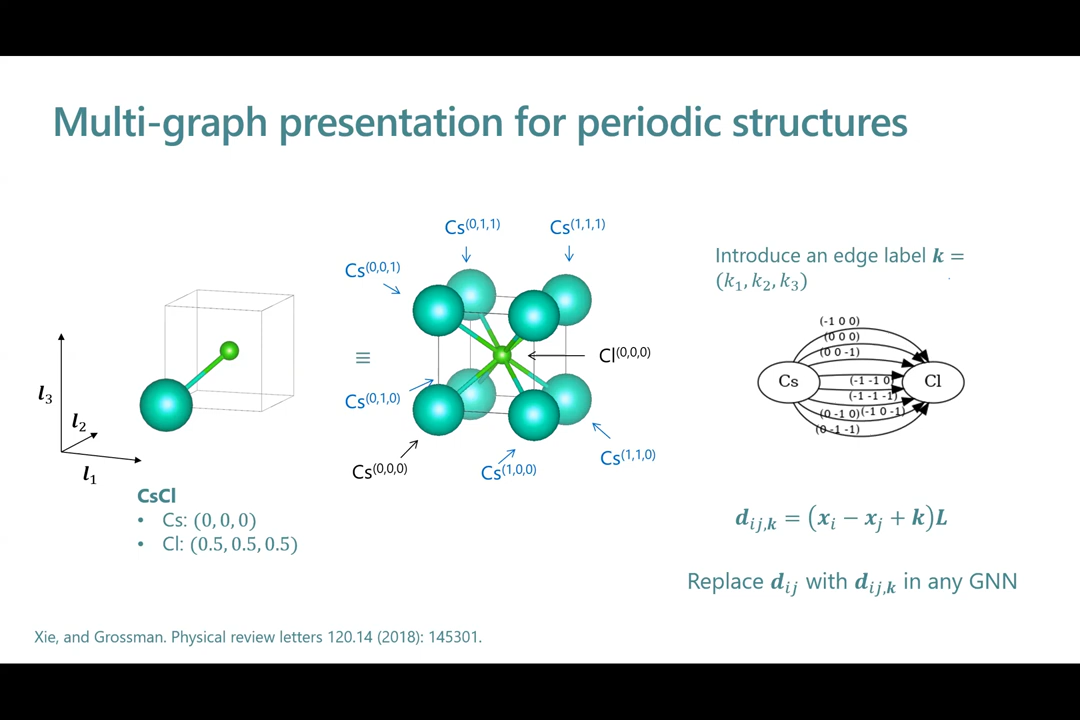 Multi-graph presentation for periodic structures
Cs(0,1,1)
Cs(1,1,1)
Cs(0,0,1)
Cl(0,0,0)
Cs(0,1,0)
Cs(0,0,0)
Cs(1,0,0)
Cs(1,1,0)
≡
l3
l2
l1
CsCl
• Cs: (0, 0, 0)
• Cl: (0.5, 0.5, 0.5)
Introduce an edge label k =
(k1, k2, k3)
(-1 0 0)
(0 0 0)
(0 0 -1)
Cs
Cl
(-1 -1 0)
(-1 -1 -1)
(0 -1 0)
(-1 0 -1)
(0 -1 -1)
dij,k = (xi − xj + k)L
Replace dij with dij,k in any GNN
Xie, and Grossman. Physical review letters 120.14 (2018): 145301.